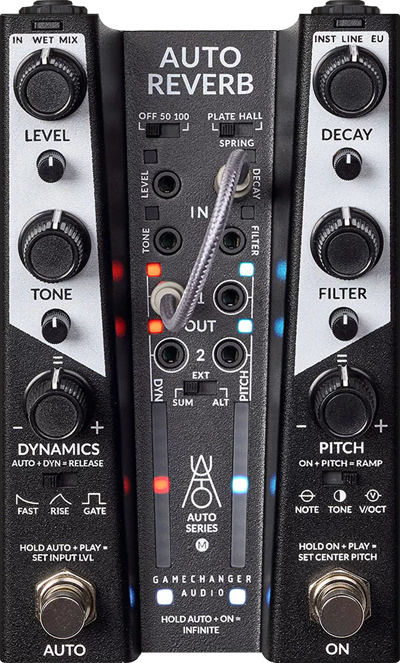 IN WET MIX
AUTO
REVERB
INST LINE EU
OFF 50 100
PLATE HALL
SPRING
LEVEL
DECAY
LEVEL
DECAY
IN
TONE
FILTER
TONE
FILTER
1
OUT
2
EXT
SUM ALT
DYN
PITCH
=
=
- +
- +
DYNAMICS
AUTO + DYN = RELEASE
PITCH
ON + PITCH = RAMP
FAST RISE GATE
NOTE TONE V/OCT
V
AUTO
SERIES
M
HOLD AUTO + PLAY =
SET INPUT LVL
HOLD ON + PLAY =
SET CENTER PITCH
GAMECHANGER
AUDIO
HOLD AUTO + ON =
INFINITE
AUTO
ON